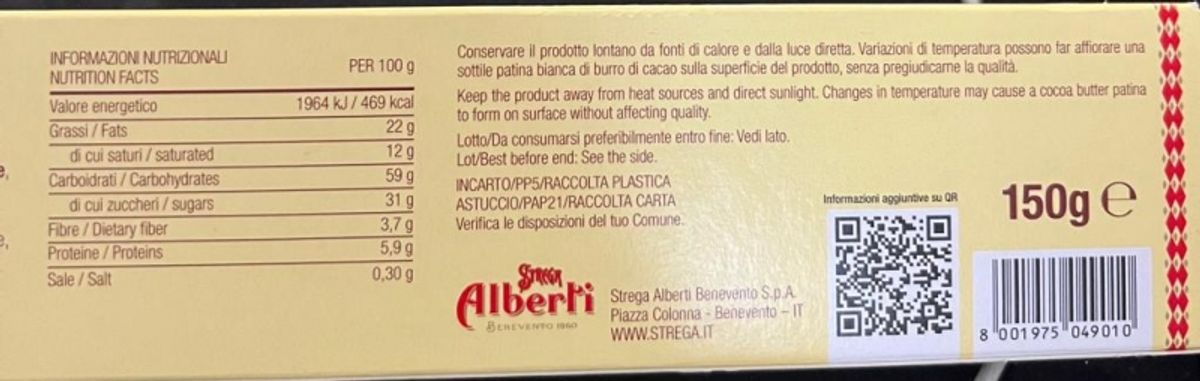 INFORMAZIONI NUTRIZIONALI
NUTRITION FACTS
PER 100 g
Valore energetico 1964 kJ / 469 kcal
Grassi / Fats 22 g
di cui saturi / saturated 12 g
Carboidrati / Carbohydrates 59 g
di cui zuccheri / sugars 31 g
Fibre / Dietary fiber 3,7 g
Proteine / Proteins 5,9 g
Sale / Salt 0,30 g
Conservare il prodotto lontano da fonti di calore e dalla luce diretta. Variazioni di temperatura possono far affiorare una
sottile patina bianca di burro di cacao sulla superficie del prodotto, senza pregiudicarne la qualità.
Keep the product away from heat sources and direct sunlight. Changes in temperature may cause a cocoa butter patina
to form on surface without affecting quality.
Lotto/Da consumarsi preferibilmente entro fine: Vedi lato.
Lot/Best before end: See the side.
INCARTO/PP5/RACCOLTA PLASTICA
ASTUCCIO/PAP21/RACCOLTA CARTA
Verifica le disposizioni del tuo Comune.
STREGA
Alberti
BENEVENTO 1860
Strega Alberti Benevento S.p.A.
Piazza Colonna - Benevento – IT
WWW.STREGA.IT
Informazioni aggiuntive su QR
150g e
8 001975 049010